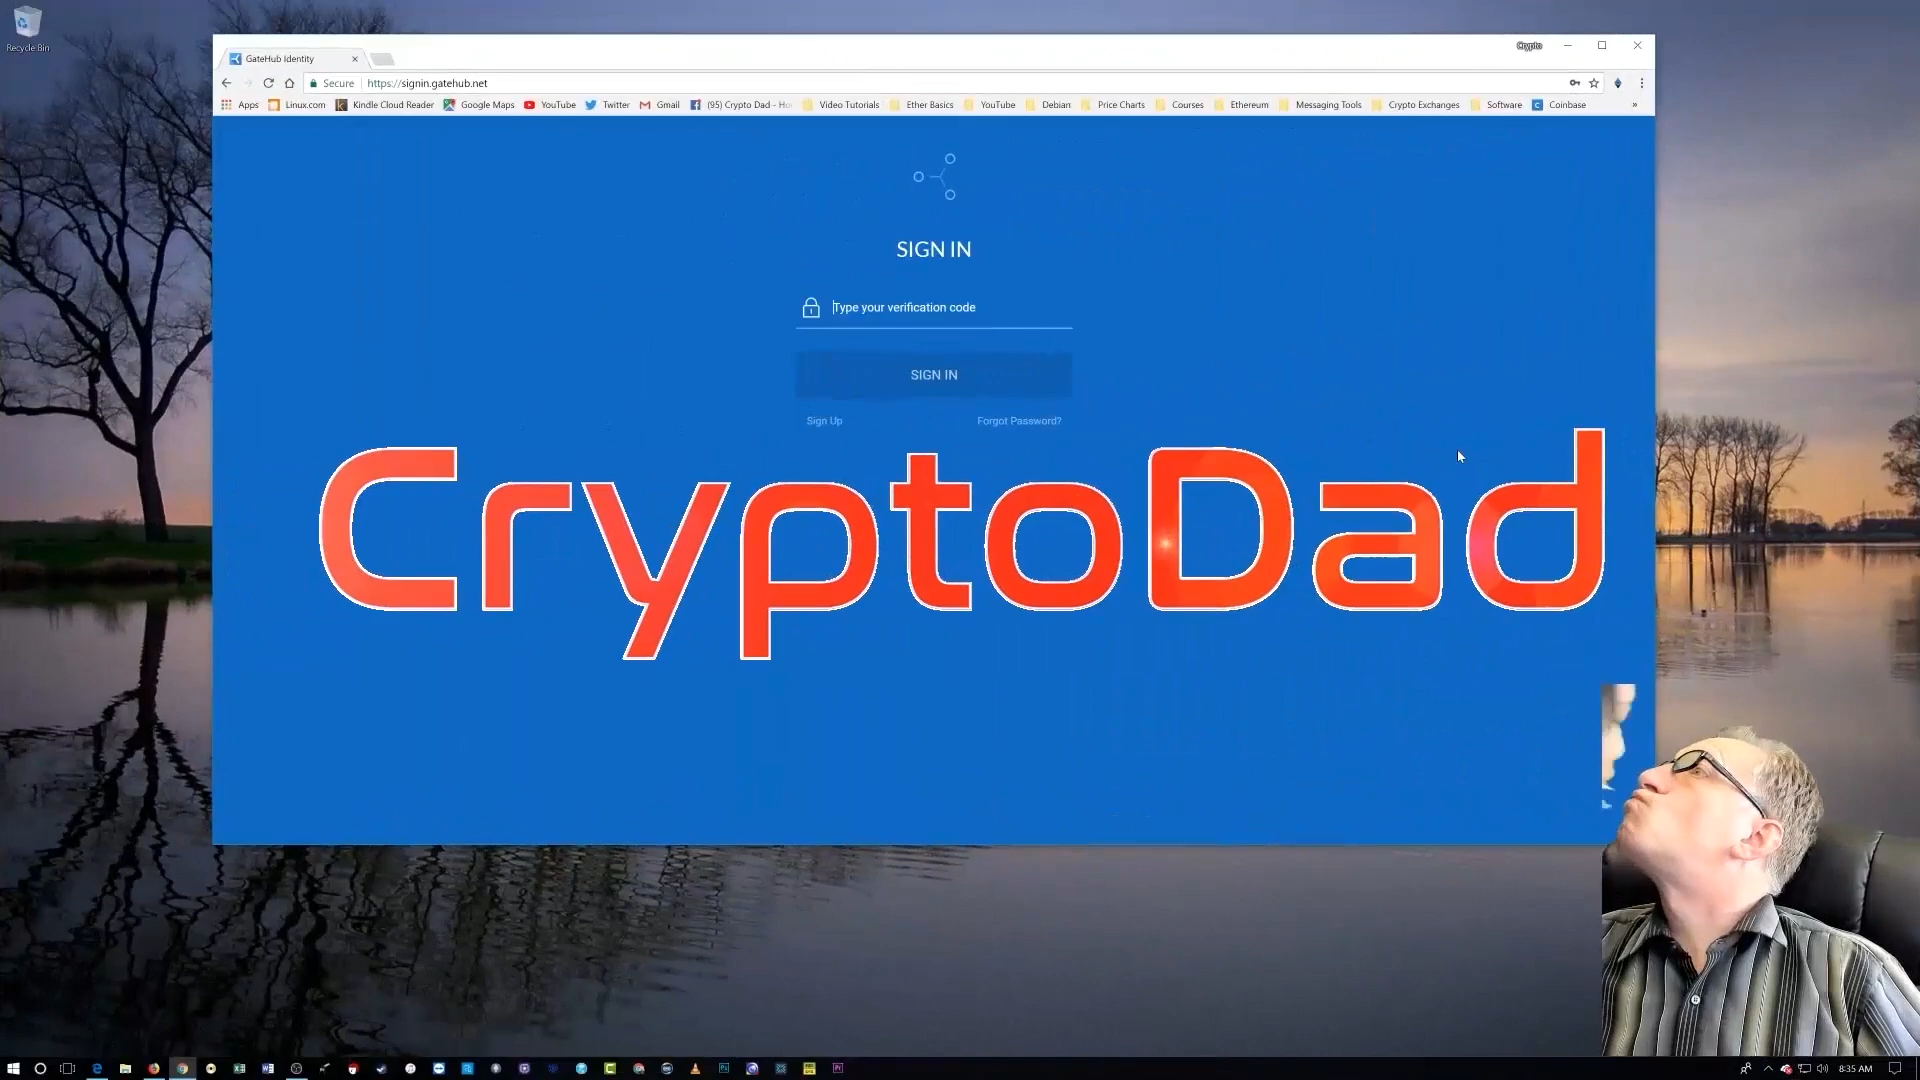 Recycle Bin
Crypto
GateHub Identity
Secure https://signin.gatehub.net
Apps Linux.com Kindle Cloud Reader Google Maps YouTube Twitter Gmail (95) Crypto Dad - Ho Video Tutorials Ether Basics YouTube Debian Price Charts Courses Ethereum Messaging Tools Crypto Exchanges Software Coinbase »
SIGN IN
Type your verification code
SIGN IN
Sign Up Forgot Password?
CryptoDad
8:35 AM